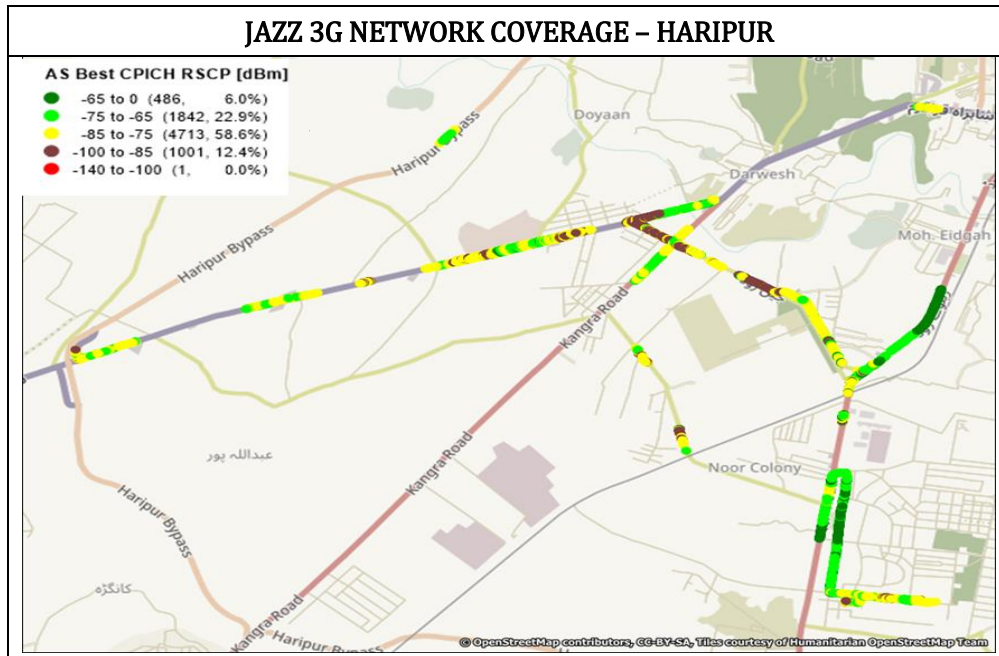 JAZZ 3G NETWORK COVERAGE – HARIPUR
AS Best CPICH RSCP [dBm]
-65 to 0 (486, 6.0%)
-75 to -65 (1842, 22.9%)
-85 to -75 (4713, 58.6%)
-100 to -85 (1001, 12.4%)
-140 to -100 (1, 0.0%)
Doyaan
Haripur Bypass
Darwesh
Moh. Eidgah
Haripur Bypass
Kangra Road
عبداللہ پور
Kangra Road
Noor Colony
Haripur Bypass
کانگڑہ
Kangra Road
Haripur Bypass
© OpenStreetMap contributors, CC-BY-SA, Tiles courtesy of Humanitarian OpenStreetMap Team